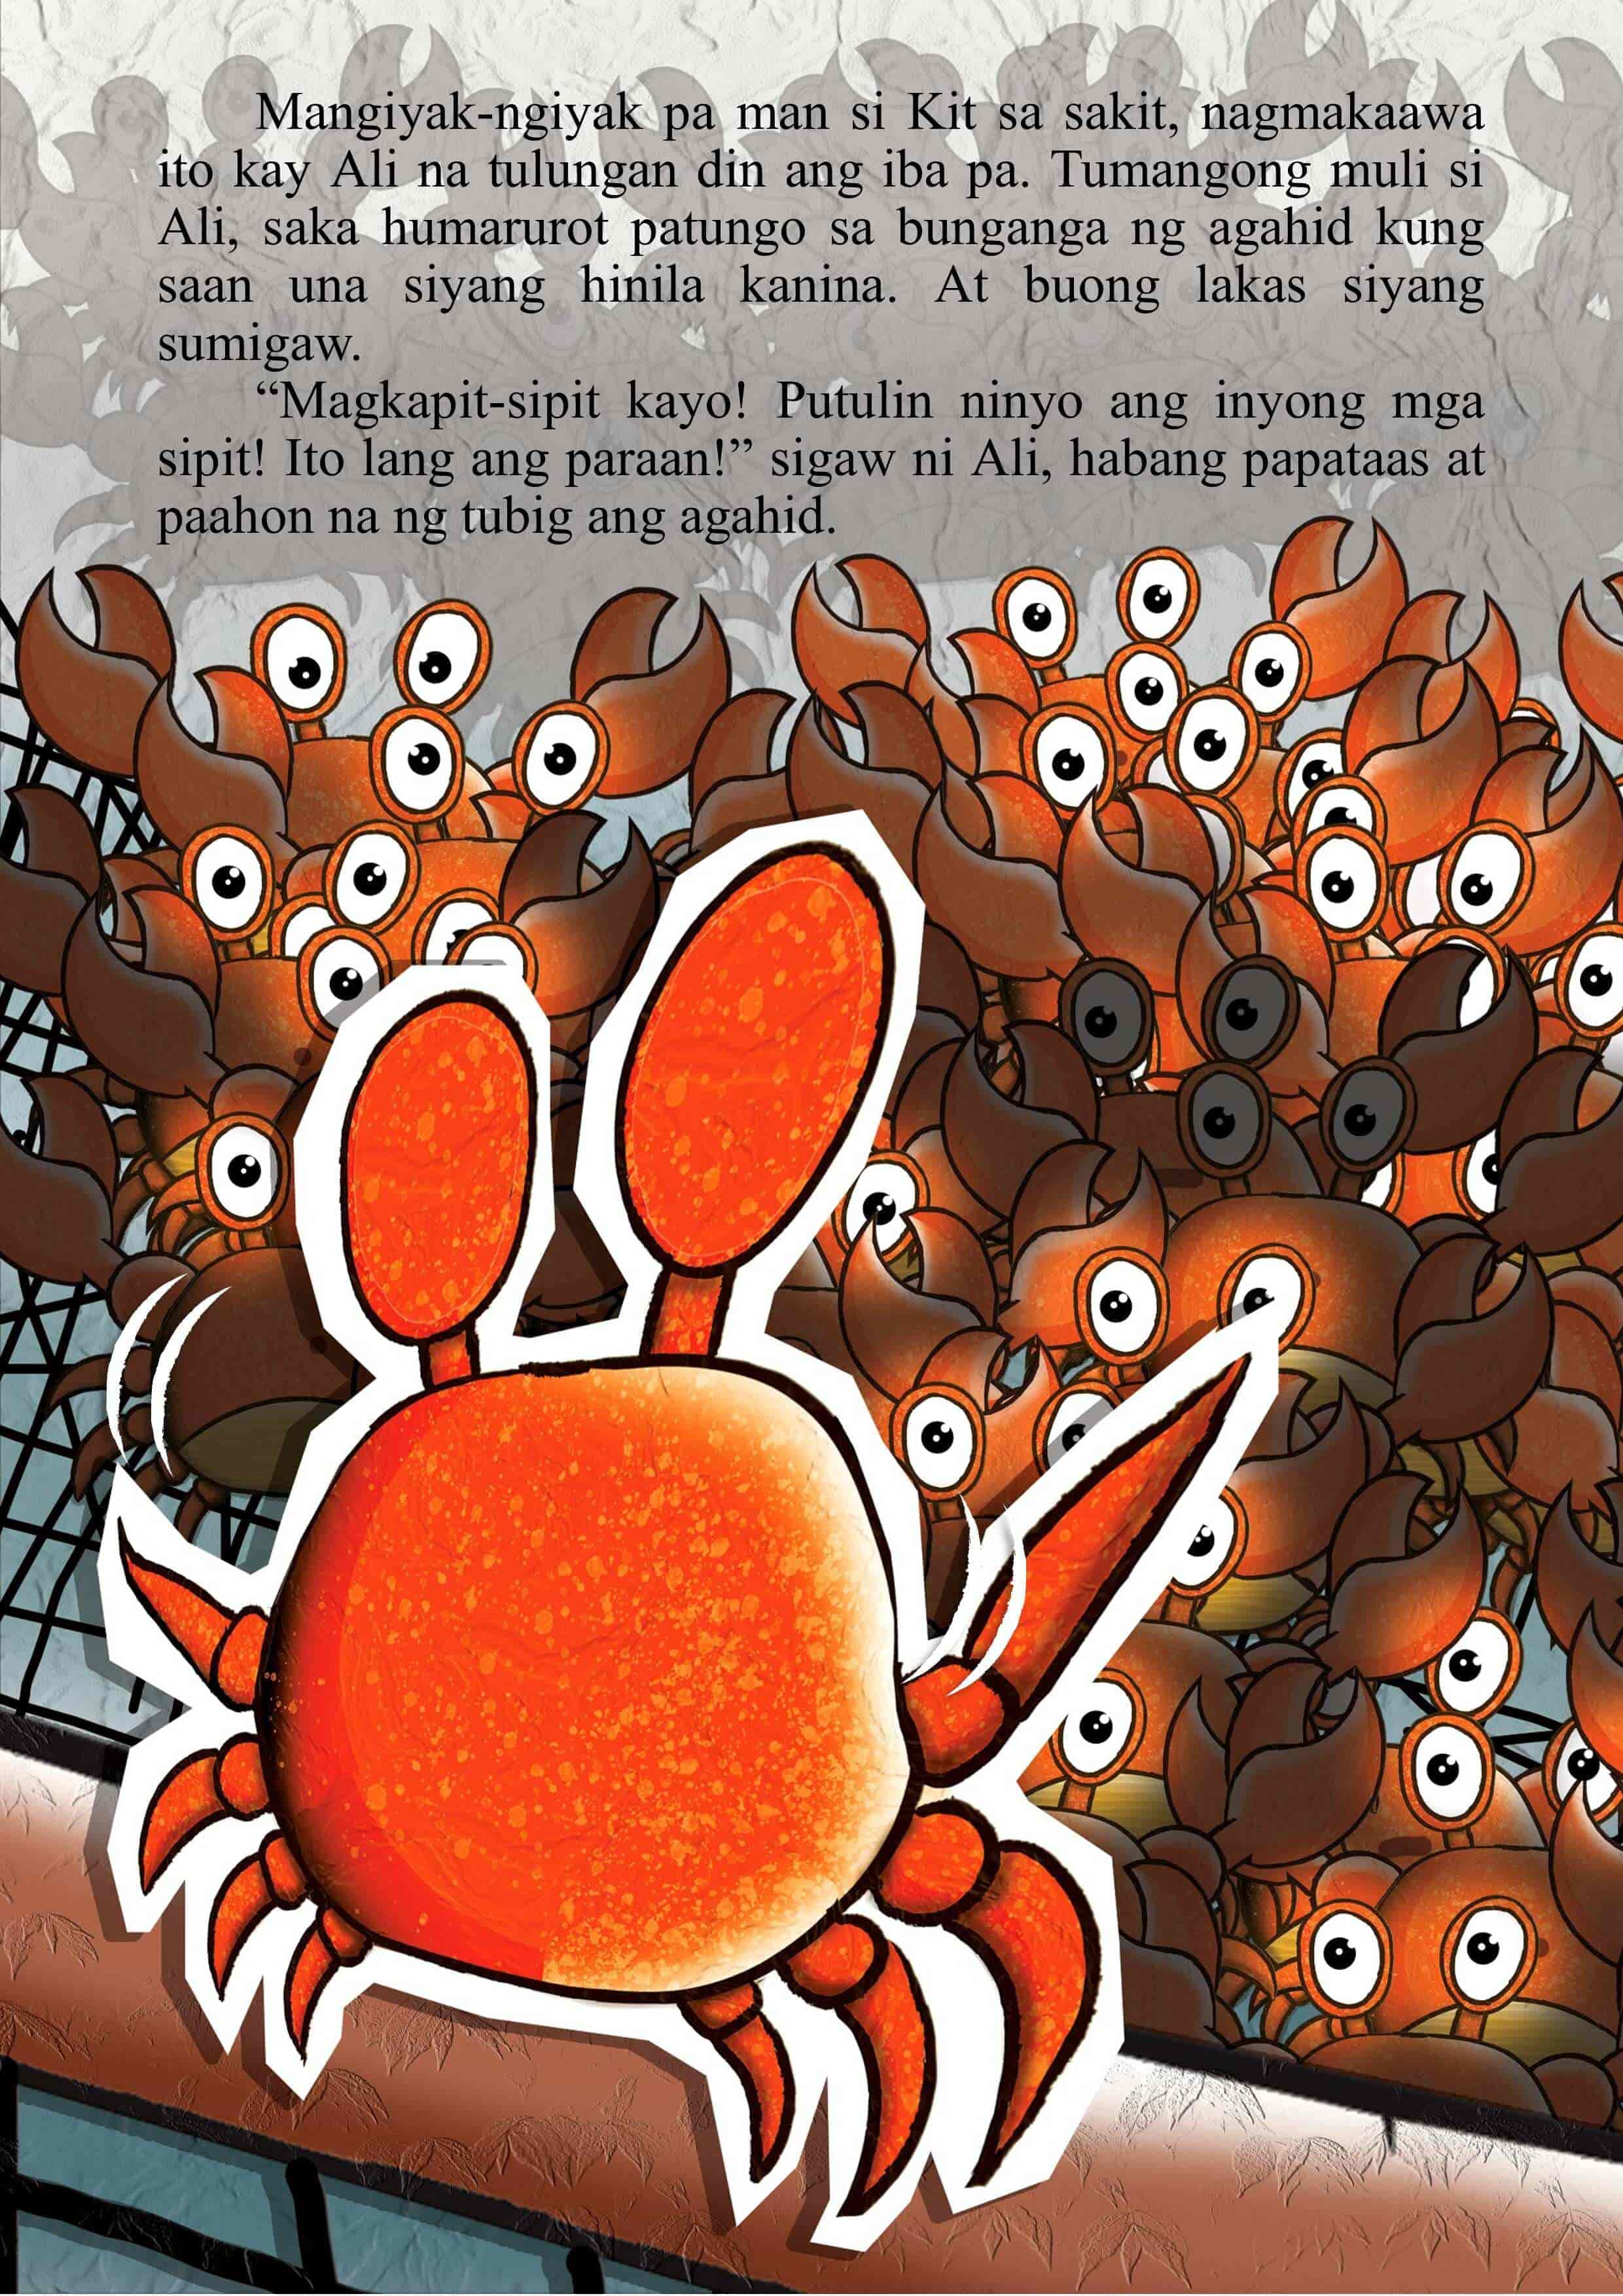 Mangiyak-ngiyak pa man si Kit sa sakit, nagmakaawa
ito kay Ali na tulungan din ang iba pa. Tumangong muli si
Ali, saka humarurot patungo sa bunganga ng agahid kung
saan una siyang hinila kanina. At buong lakas siyang
sumigaw.
“Magkapit-sipit kayo! Putulin ninyo ang inyong mga
sipit! Ito lang ang paraan!” sigaw ni Ali, habang papataas at
paahon na ng tubig ang agahid.